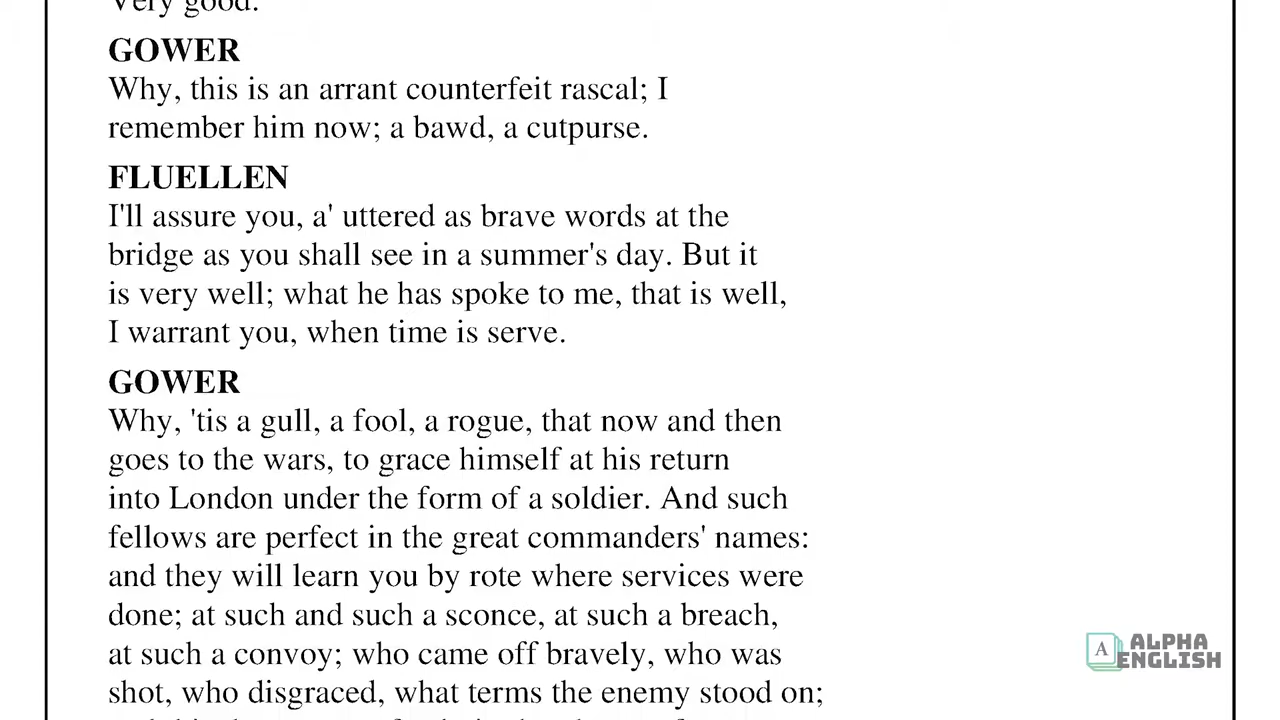 Very good.
GOWER
Why, this is an arrant counterfeit rascal; I
remember him now; a bawd, a cutpurse.
FLUELLEN
I'll assure you, a' uttered as brave words at the
bridge as you shall see in a summer's day. But it
is very well; what he has spoke to me, that is well,
I warrant you, when time is serve.
GOWER
Why, 'tis a gull, a fool, a rogue, that now and then
goes to the wars, to grace himself at his return
into London under the form of a soldier. And such
fellows are perfect in the great commanders' names:
and they will learn you by rote where services were
done; at such and such a sconce, at such a breach,
at such a convoy; who came off bravely, who was
shot, who disgraced, what terms the enemy stood on;
A ALPHA
ENGLISH